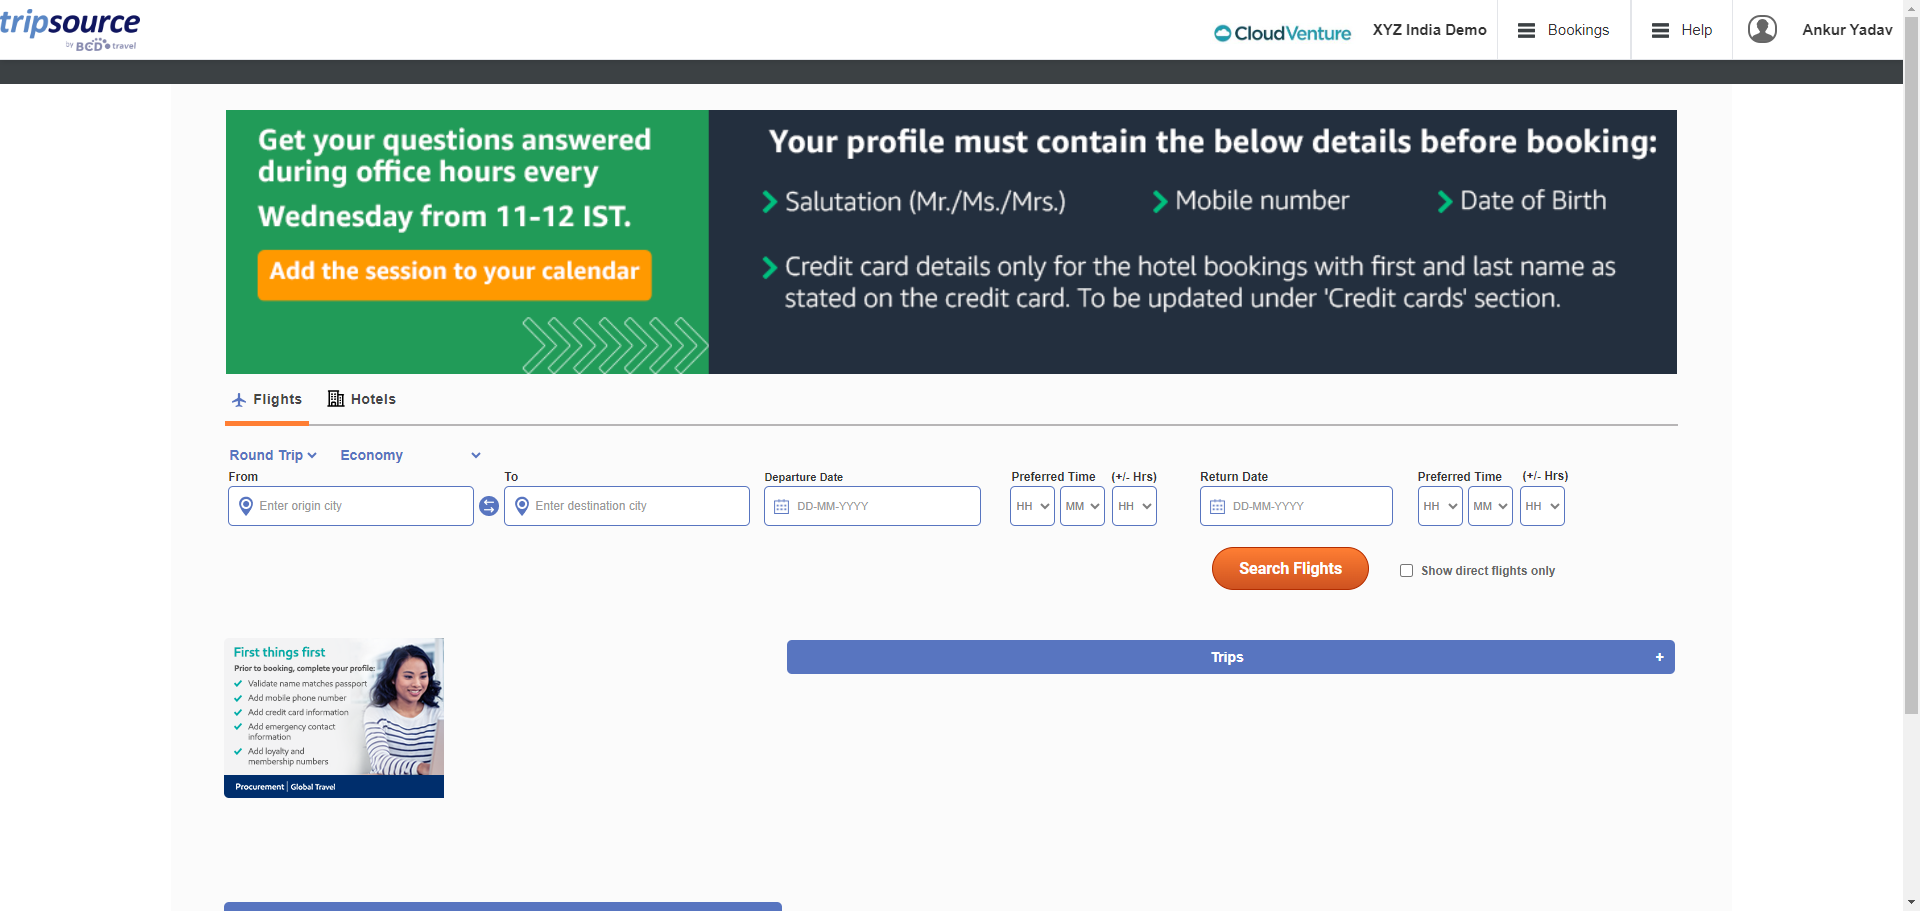 tripsource
by BCD travel
CloudVenture
XYZ India Demo
Bookings
Help
Ankur Yadav
Get your questions answered
during office hours every
Wednesday from 11-12 IST.
Add the session to your calendar
Your profile must contain the below details before booking:
Salutation (Mr./Ms./Mrs.)
Mobile number
Date of Birth
Credit card details only for the hotel bookings with first and last name as
stated on the credit card. To be updated under 'Credit cards' section.
Flights
Hotels
Round Trip
Economy
From
To
Departure Date
Preferred Time
(+/- Hrs)
Return Date
Preferred Time
(+/- Hrs)
Enter origin city
Enter destination city
DD-MM-YYYY
HH
MM
HH
DD-MM-YYYY
HH
MM
HH
Search Flights
Show direct flights only
First things first
Prior to booking, complete your profile:
Validate name matches passport
Add mobile phone number
Add credit card information
Add emergency contact
information
Add loyalty and
membership numbers
Procurement | Global Travel
Trips
+